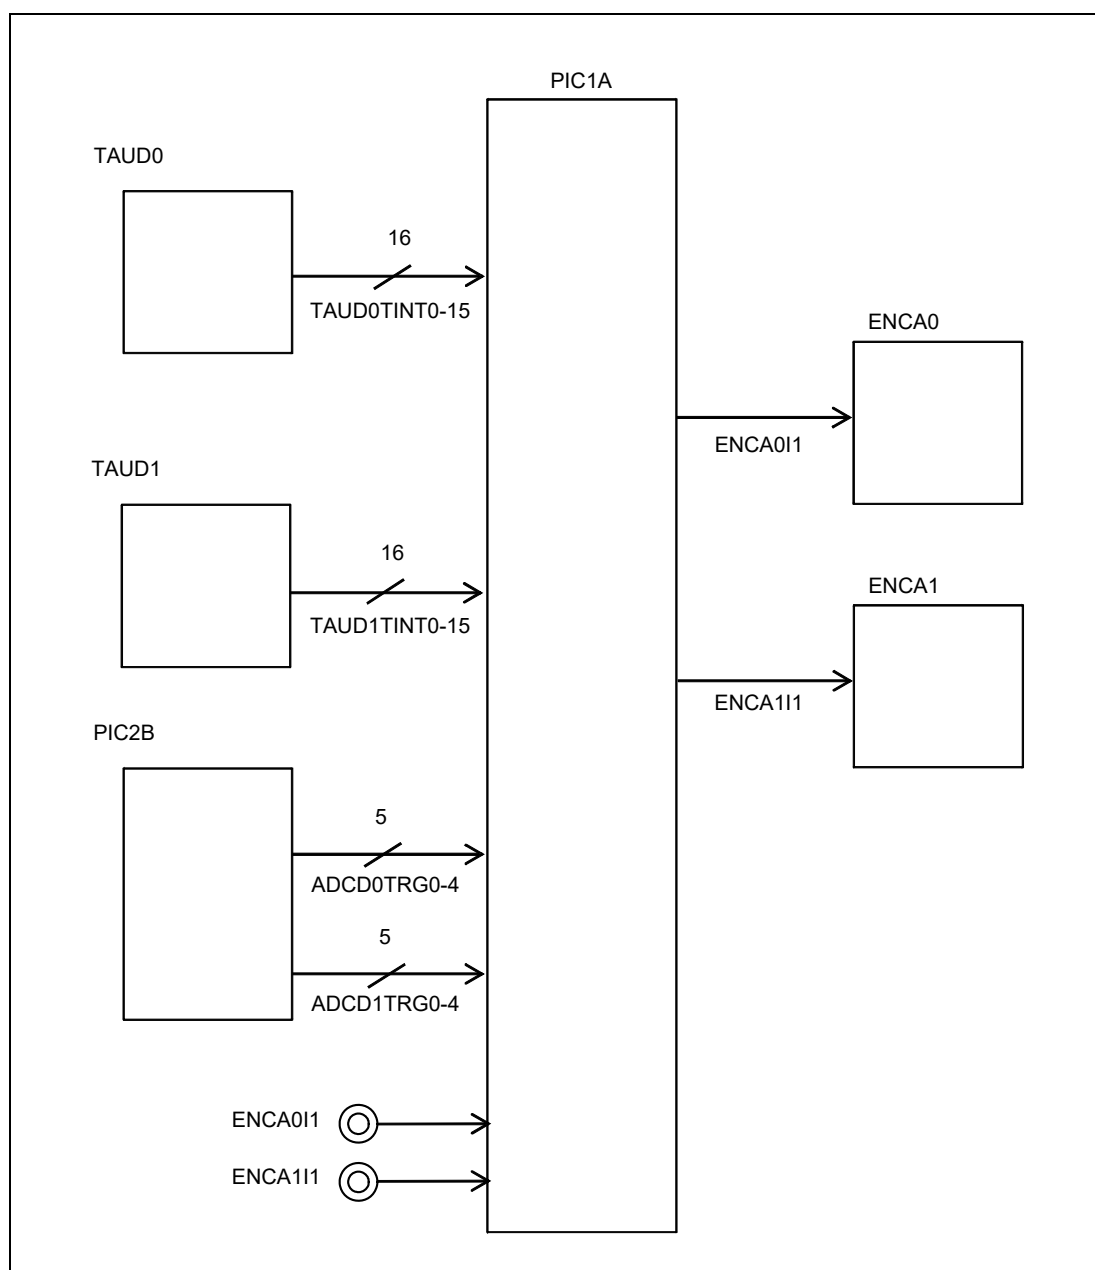 PIC1A
TAUD0
16
TAUD0TINT0-15
ENCA0
ENCA0I1
TAUD1
16
TAUD1TINT0-15
ENCA1
ENCA1I1
PIC2B
5
ADCD0TRG0-4
5
ADCD1TRG0-4
ENCA0I1
ENCA1I1